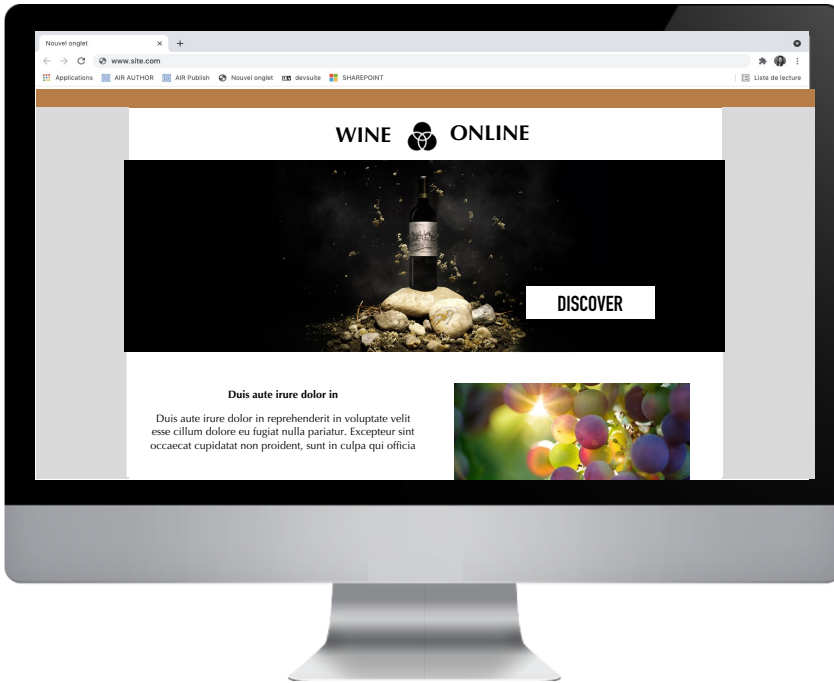 Nouvel onglet
www.site.com
Applications AIR AUTHOR AIR Publish Nouvel onglet devsuite SHAREPOINT Liste de lecture
WINE ONLINE
DISCOVER
Duis aute irure dolor in
Duis aute irure dolor in reprehenderit in voluptate velit
esse cillum dolore eu fugiat nulla pariatur. Excepteur sint
occaecat cupidatat non proident, sunt in culpa qui officia